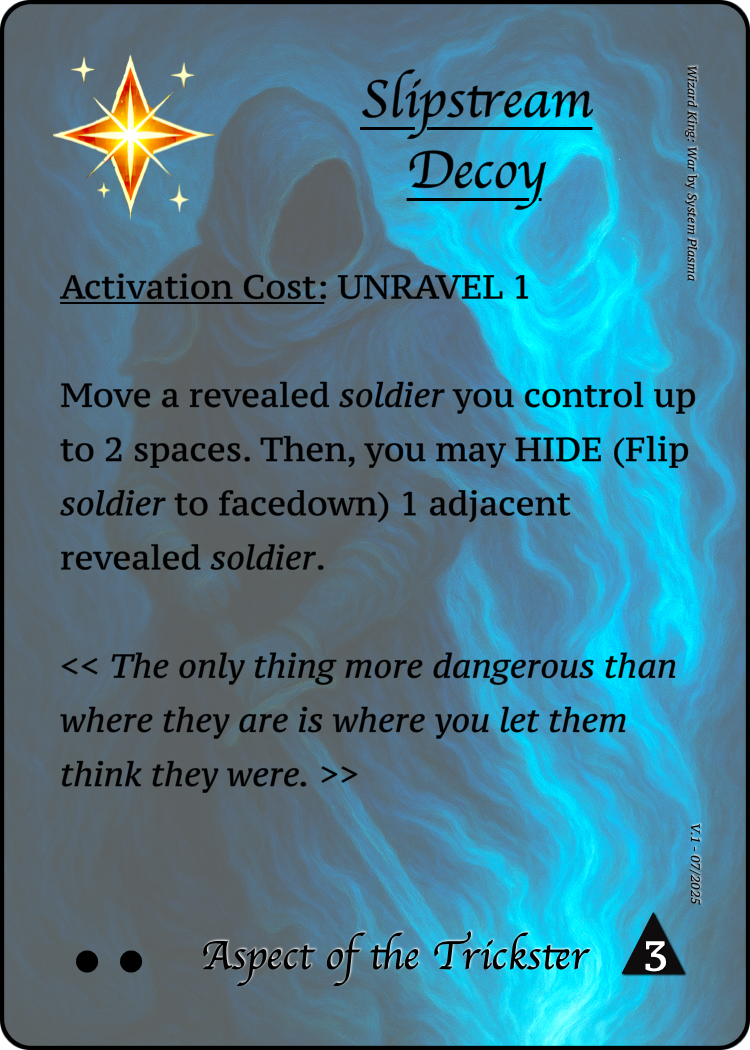 Slipstream
Decoy
Wizard King: War by System Plasma
Activation Cost: UNRAVEL 1
Move a revealed soldier you control up
to 2 spaces. Then, you may HIDE (Flip
soldier to facedown) 1 adjacent
revealed soldier.
<< The only thing more dangerous than
where they are is where you let them
think they were. >>
V.1 - 07/2025
Aspect of the Trickster
3